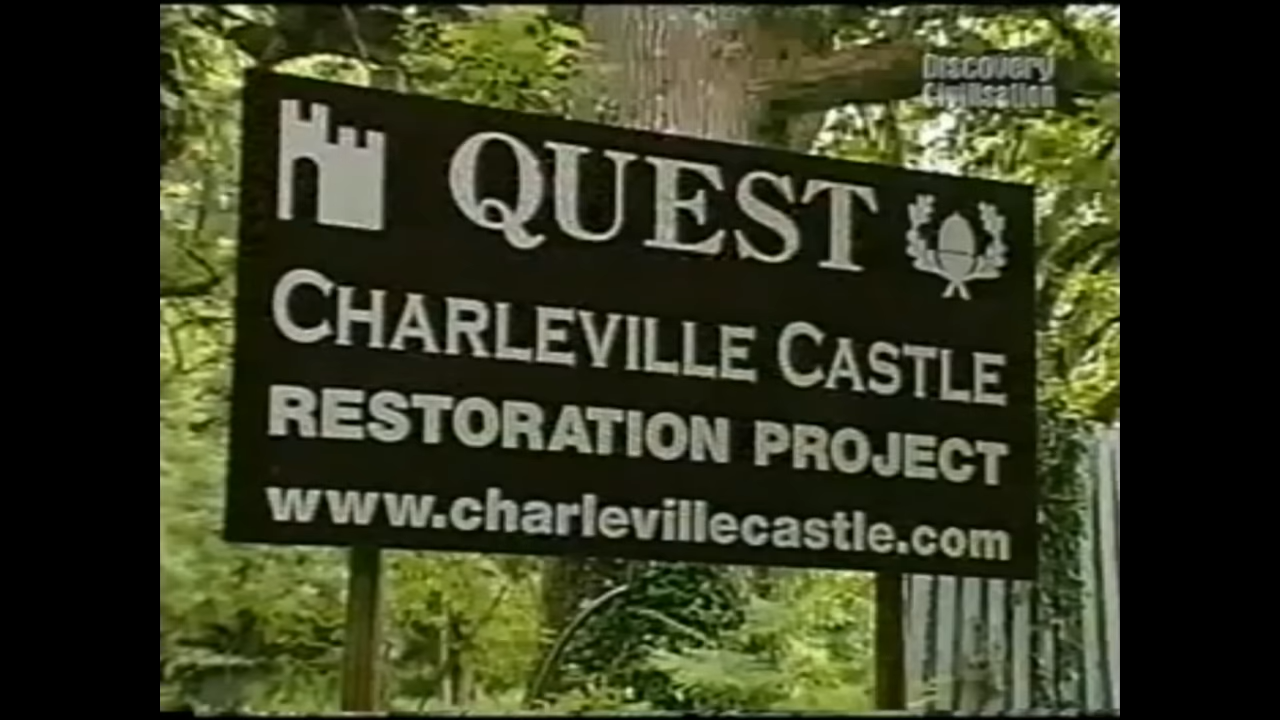 Discovery
Civilisation
QUEST
CHARLEVILLE CASTLE
RESTORATION PROJECT
www.charlevillecastle.com